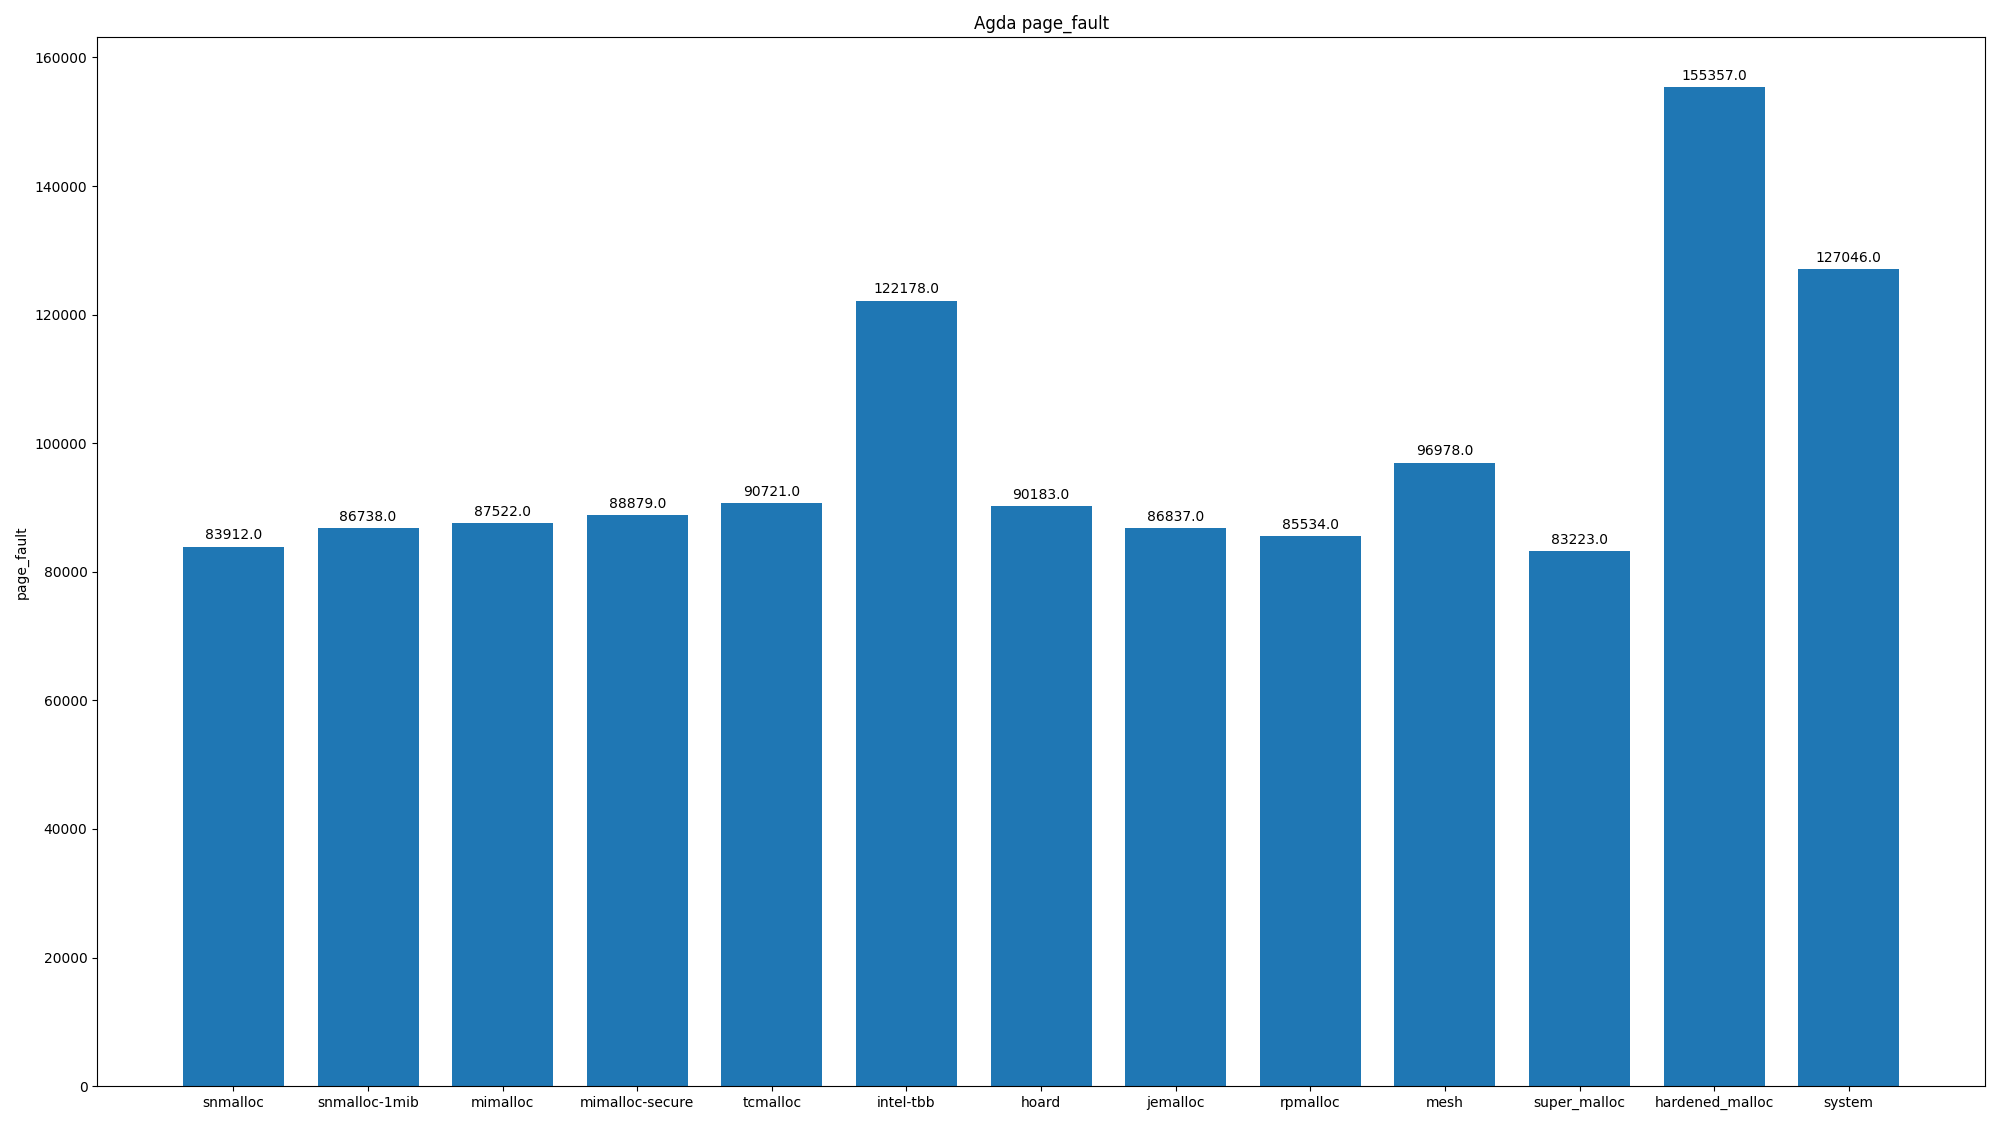 Agda page_fault
160000
140000
120000
100000
80000
60000
40000
20000
0
page_fault
83912.0
86738.0
87522.0
88879.0
90721.0
122178.0
90183.0
86837.0
85534.0
96978.0
83223.0
155357.0
127046.0
snmalloc
snmalloc-1mib
mimalloc
mimalloc-secure
tcmalloc
intel-tbb
hoard
jemalloc
rpmalloc
mesh
super_malloc
hardened_malloc
system